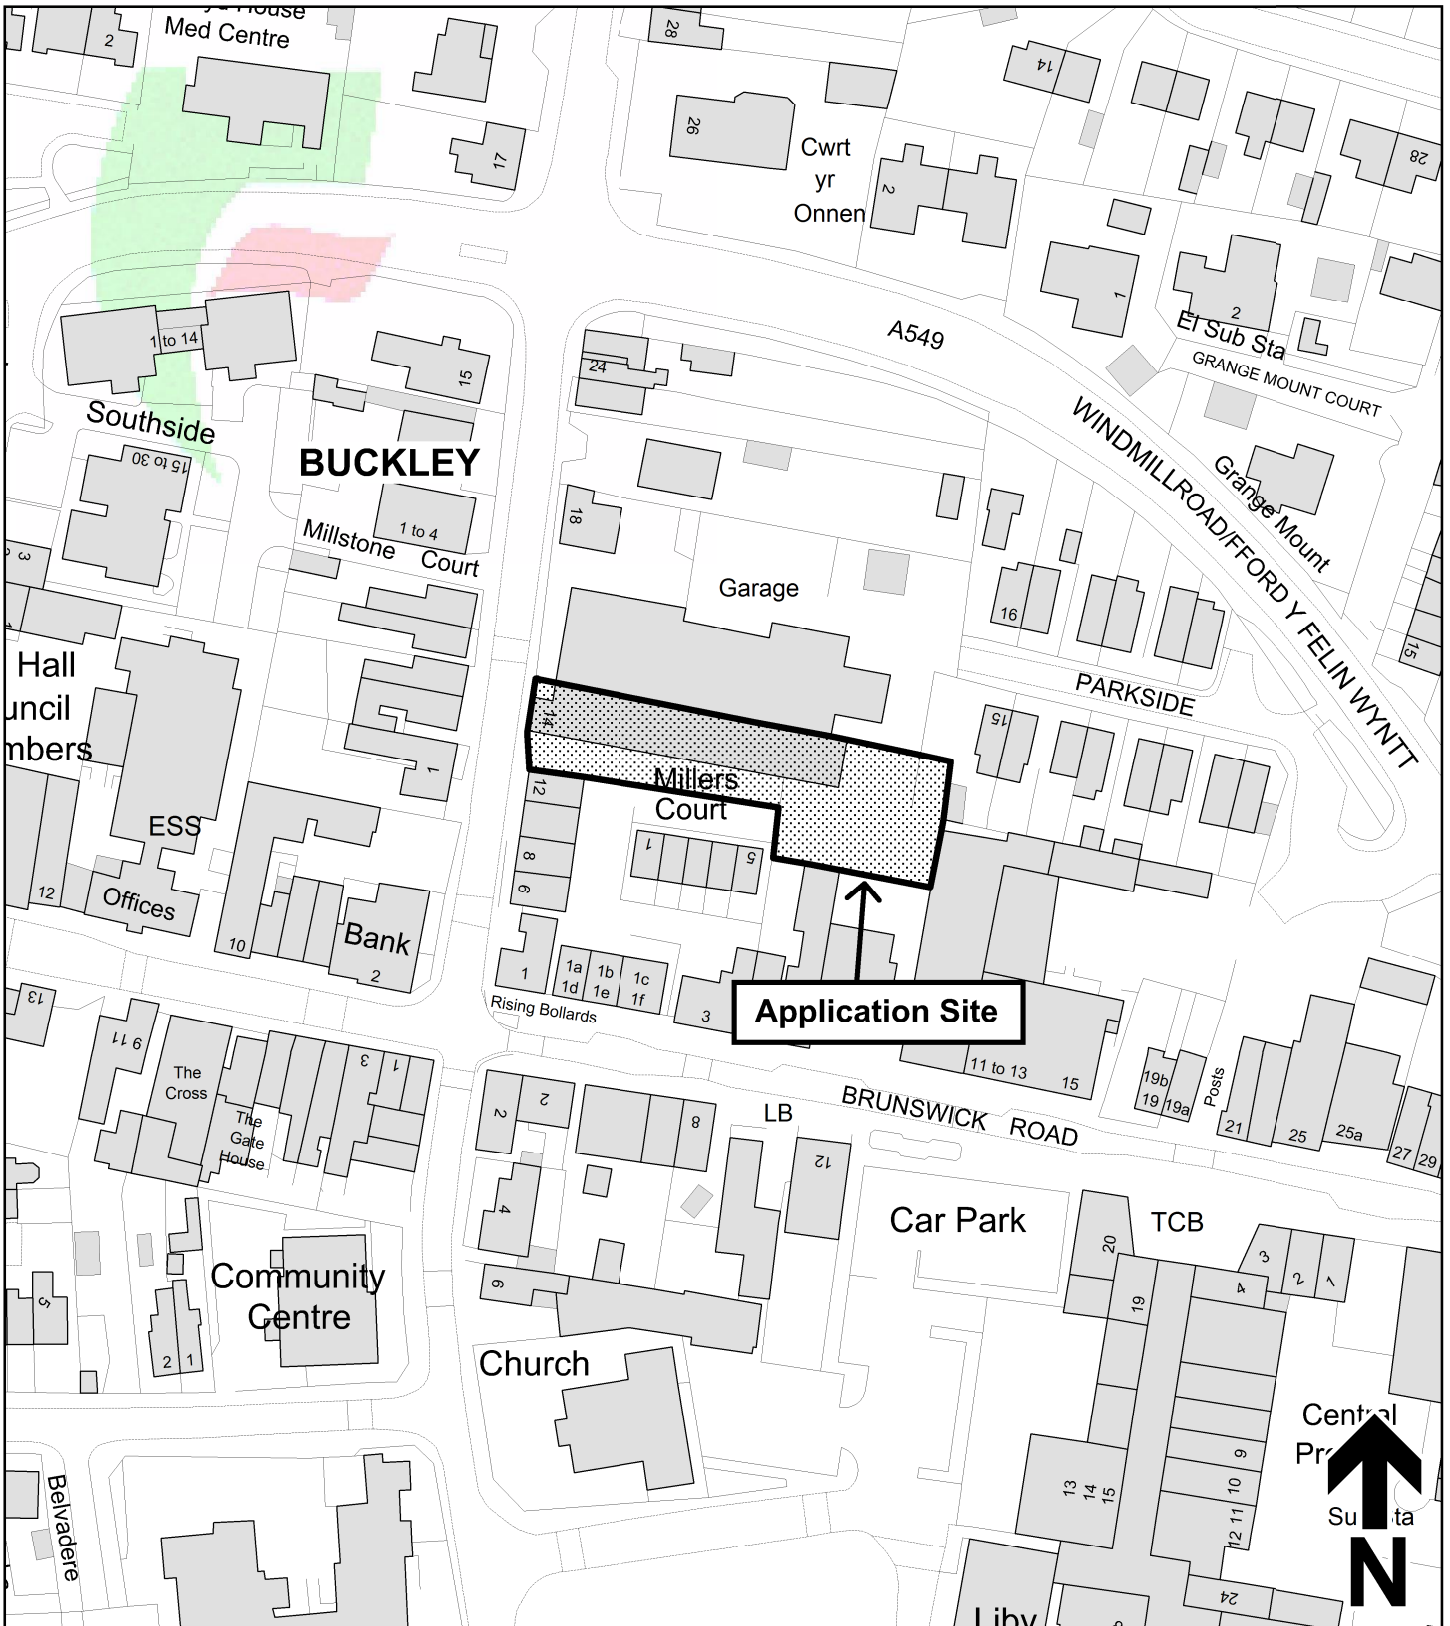 House
Med Centre
2
28
14
17
26
Cwrt
yr
Onnen
2
28
1
2
El Sub Sta
GRANGE MOUNT COURT
A549
1 to 14
15
24
Southside
15 to 30
BUCKLEY
WINDMILLROAD/FFORD Y FELIN WYNTT
Grange Mount
18
1 to 4
Millstone Court
3
Garage
16
15
Hall
uncil
mbers
PARKSIDE
14
15
1
Millers
Court
12
ESS
8
6
1
5
12
Offices
10
Bank
2
1
1a
1d
1b
1e
1c
1f
3
Rising Bollards
Application Site
13
9 11
The
Cross
3
1
The
Gate
House
11 to 13
15
19b
19
19a
Posts
21
25
25a
27
29
2
2
8
LB
BRUNSWICK ROAD
12
4
Car Park
TCB
20
3
2
1
4
19
Community
Centre
6
5
2
1
Church
Central
9
10
11
12
13
14
15
N
Belvadere
24